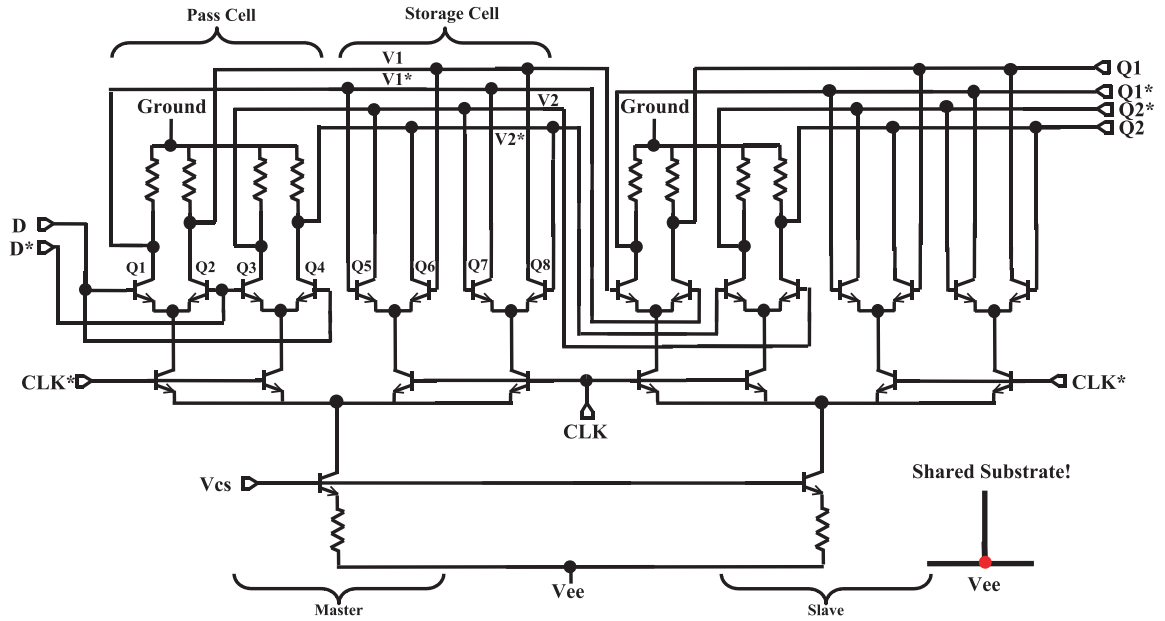 Pass Cell
Storage Cell
V1
V1*
V2
V2*
Q1
Q1*
Q2*
Q2
Ground
Ground
D
D*
Q1
Q2
Q3
Q4
Q5
Q6
Q7
Q8
CLK*
CLK
CLK*
Vcs
Shared Substrate!
Vee
Vee
Master
Slave